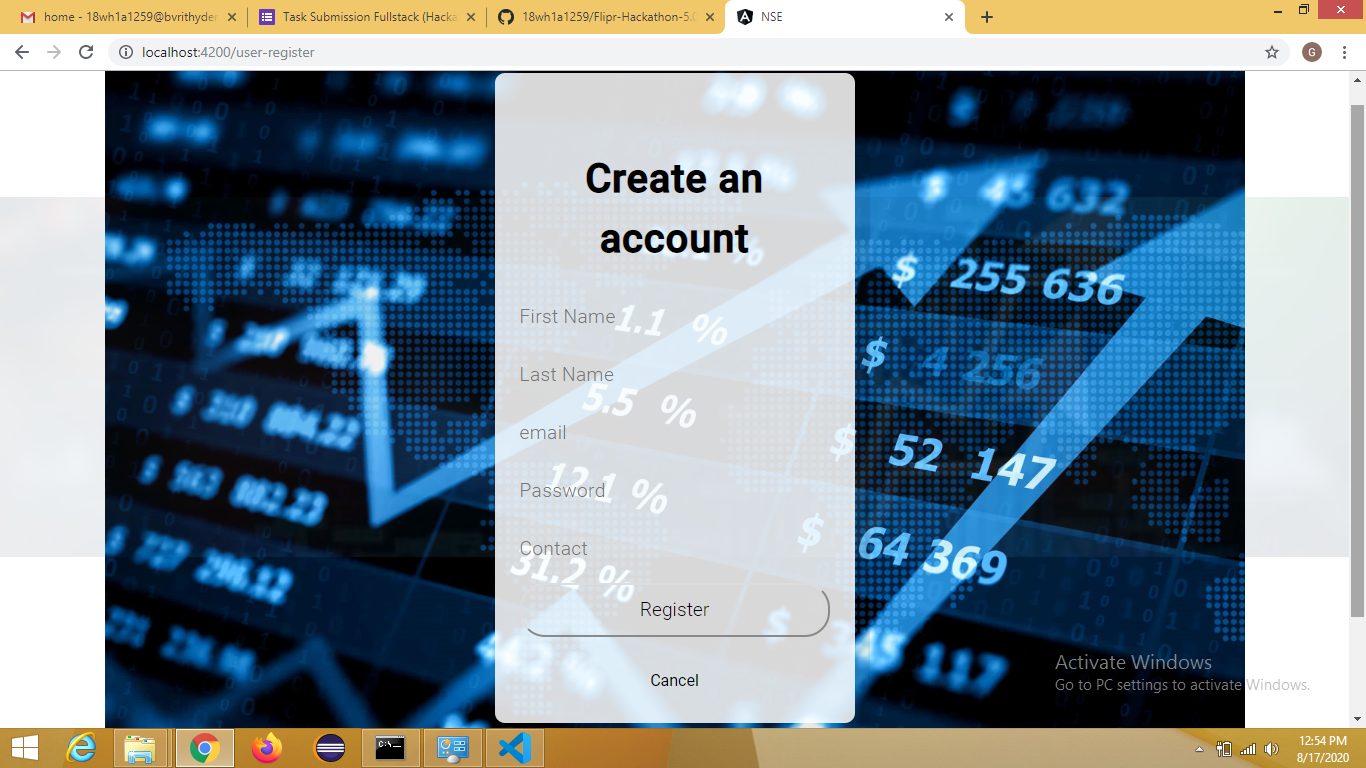 home - 18wh1a1259@bvrithyder
Task Submission Fullstack (Hacka
18wh1a1259/Flipr-Hackathon-5.0
NSE
localhost:4200/user-register
G
Create an
account
First Name
Last Name
email
Password
Contact
Register
Cancel
1.1 %
5.5 %
12.1 %
31.2 %
$ 45 632
$ 255 636
$ 4 256
$ 52 147
$ 64 369
$ 345 117
Activate Windows
Go to PC settings to activate Windows.
C:\_
12:54 PM
8/17/2020